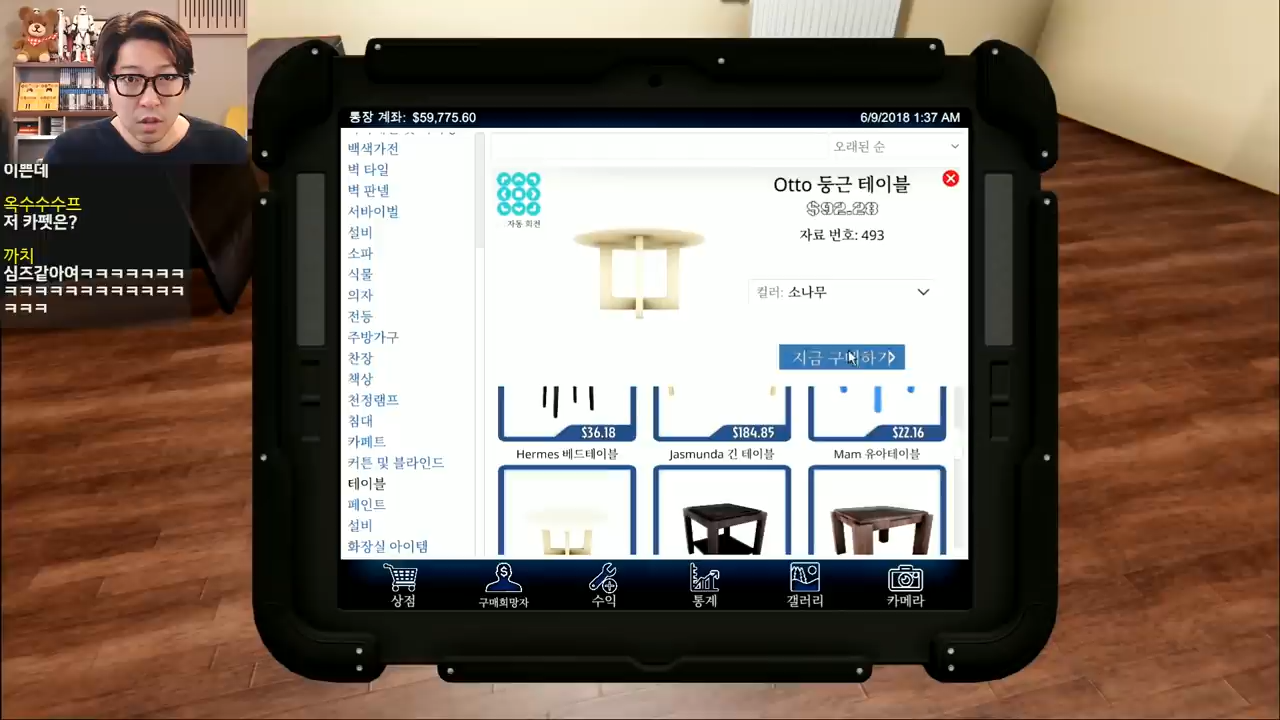 이쁜데
옥수수수프
저 카펫은?
까치
심즈같아여ㅋㅋㅋㅋㅋㅋㅋ
ㅋㅋㅋㅋㅋㅋㅋㅋㅋㅋㅋㅋ
ㅋㅋㅋ
통장 계좌: $59,775.60
6/9/2018 1:37 AM
백색가전
벽 타일
벽 판넬
서바이벌
설비
소파
식물
의자
전등
주방가구
찬장
책상
천정램프
침대
카페트
커튼 및 블라인드
테이블
페인트
설비
화장실 아이템
오래된 순
자동 회전
Otto 둥근 테이블
$92.28
자료 번호: 493
컬러: 소나무
지금 구매하기
$36.18
$184.85
$22.16
Hermes 베드테이블
Jasmunda 긴 테이블
Mam 유아테이블
상점
구매희망자
수익
통계
갤러리
카메라